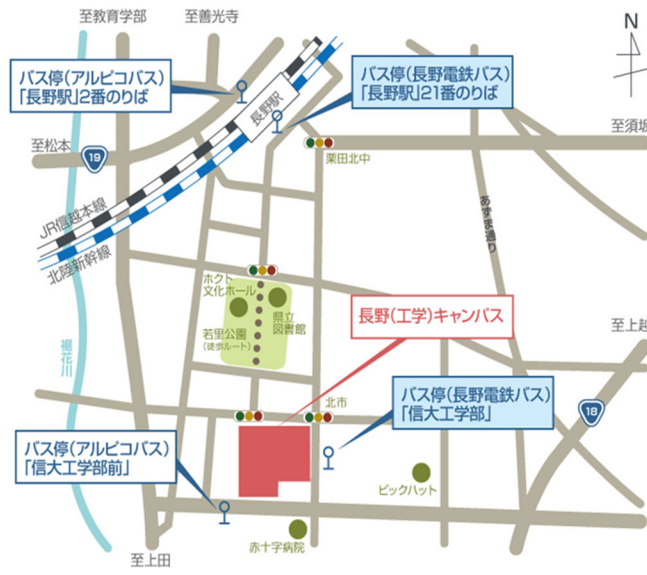 至教育学部
至善光寺
N
バス停(アルピコバス)
「長野駅」2番のりば
バス停(長野電鉄バス)
「長野駅」21番のりば
長野駅
至須坂
至松本
19
栗田北中
あずま通り
JR信越本線
北陸新幹線
ホクト
文化ホール
県立
図書館
若里公園
(徒歩ルート)
長野(工学)キャンパス
至上越
裾花川
北市
バス停(長野電鉄バス)
「信大工学部」
18
バス停(アルピコバス)
「信大工学部前」
ビックハット
赤十字病院
至上田